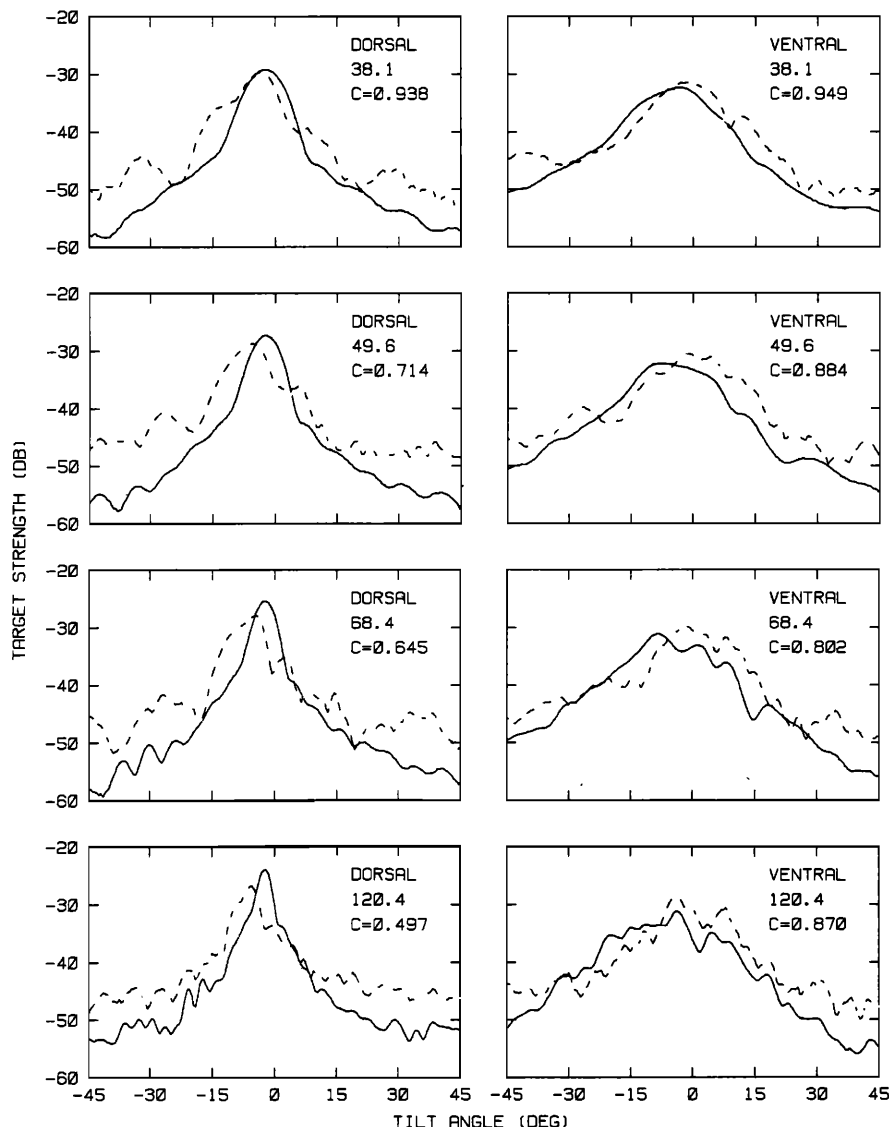 -20
-30
-40
-50
-60
DORSAL
38.1
C=0.938
VENTRAL
38.1
C=0.949
-20
-30
-40
-50
-60
DORSAL
49.6
C=0.714
VENTRAL
49.6
C=0.884
TARGET STRENGTH (DB)
-20
-30
-40
-50
-60
DORSAL
68.4
C=0.645
VENTRAL
68.4
C=0.802
-20
-30
-40
-50
-60
DORSAL
120.4
C=0.497
VENTRAL
120.4
C=0.870
-45 -30 -15 0 15 30 45
-45 -30 -15 0 15 30 45
TILT ANGLE (DEG)